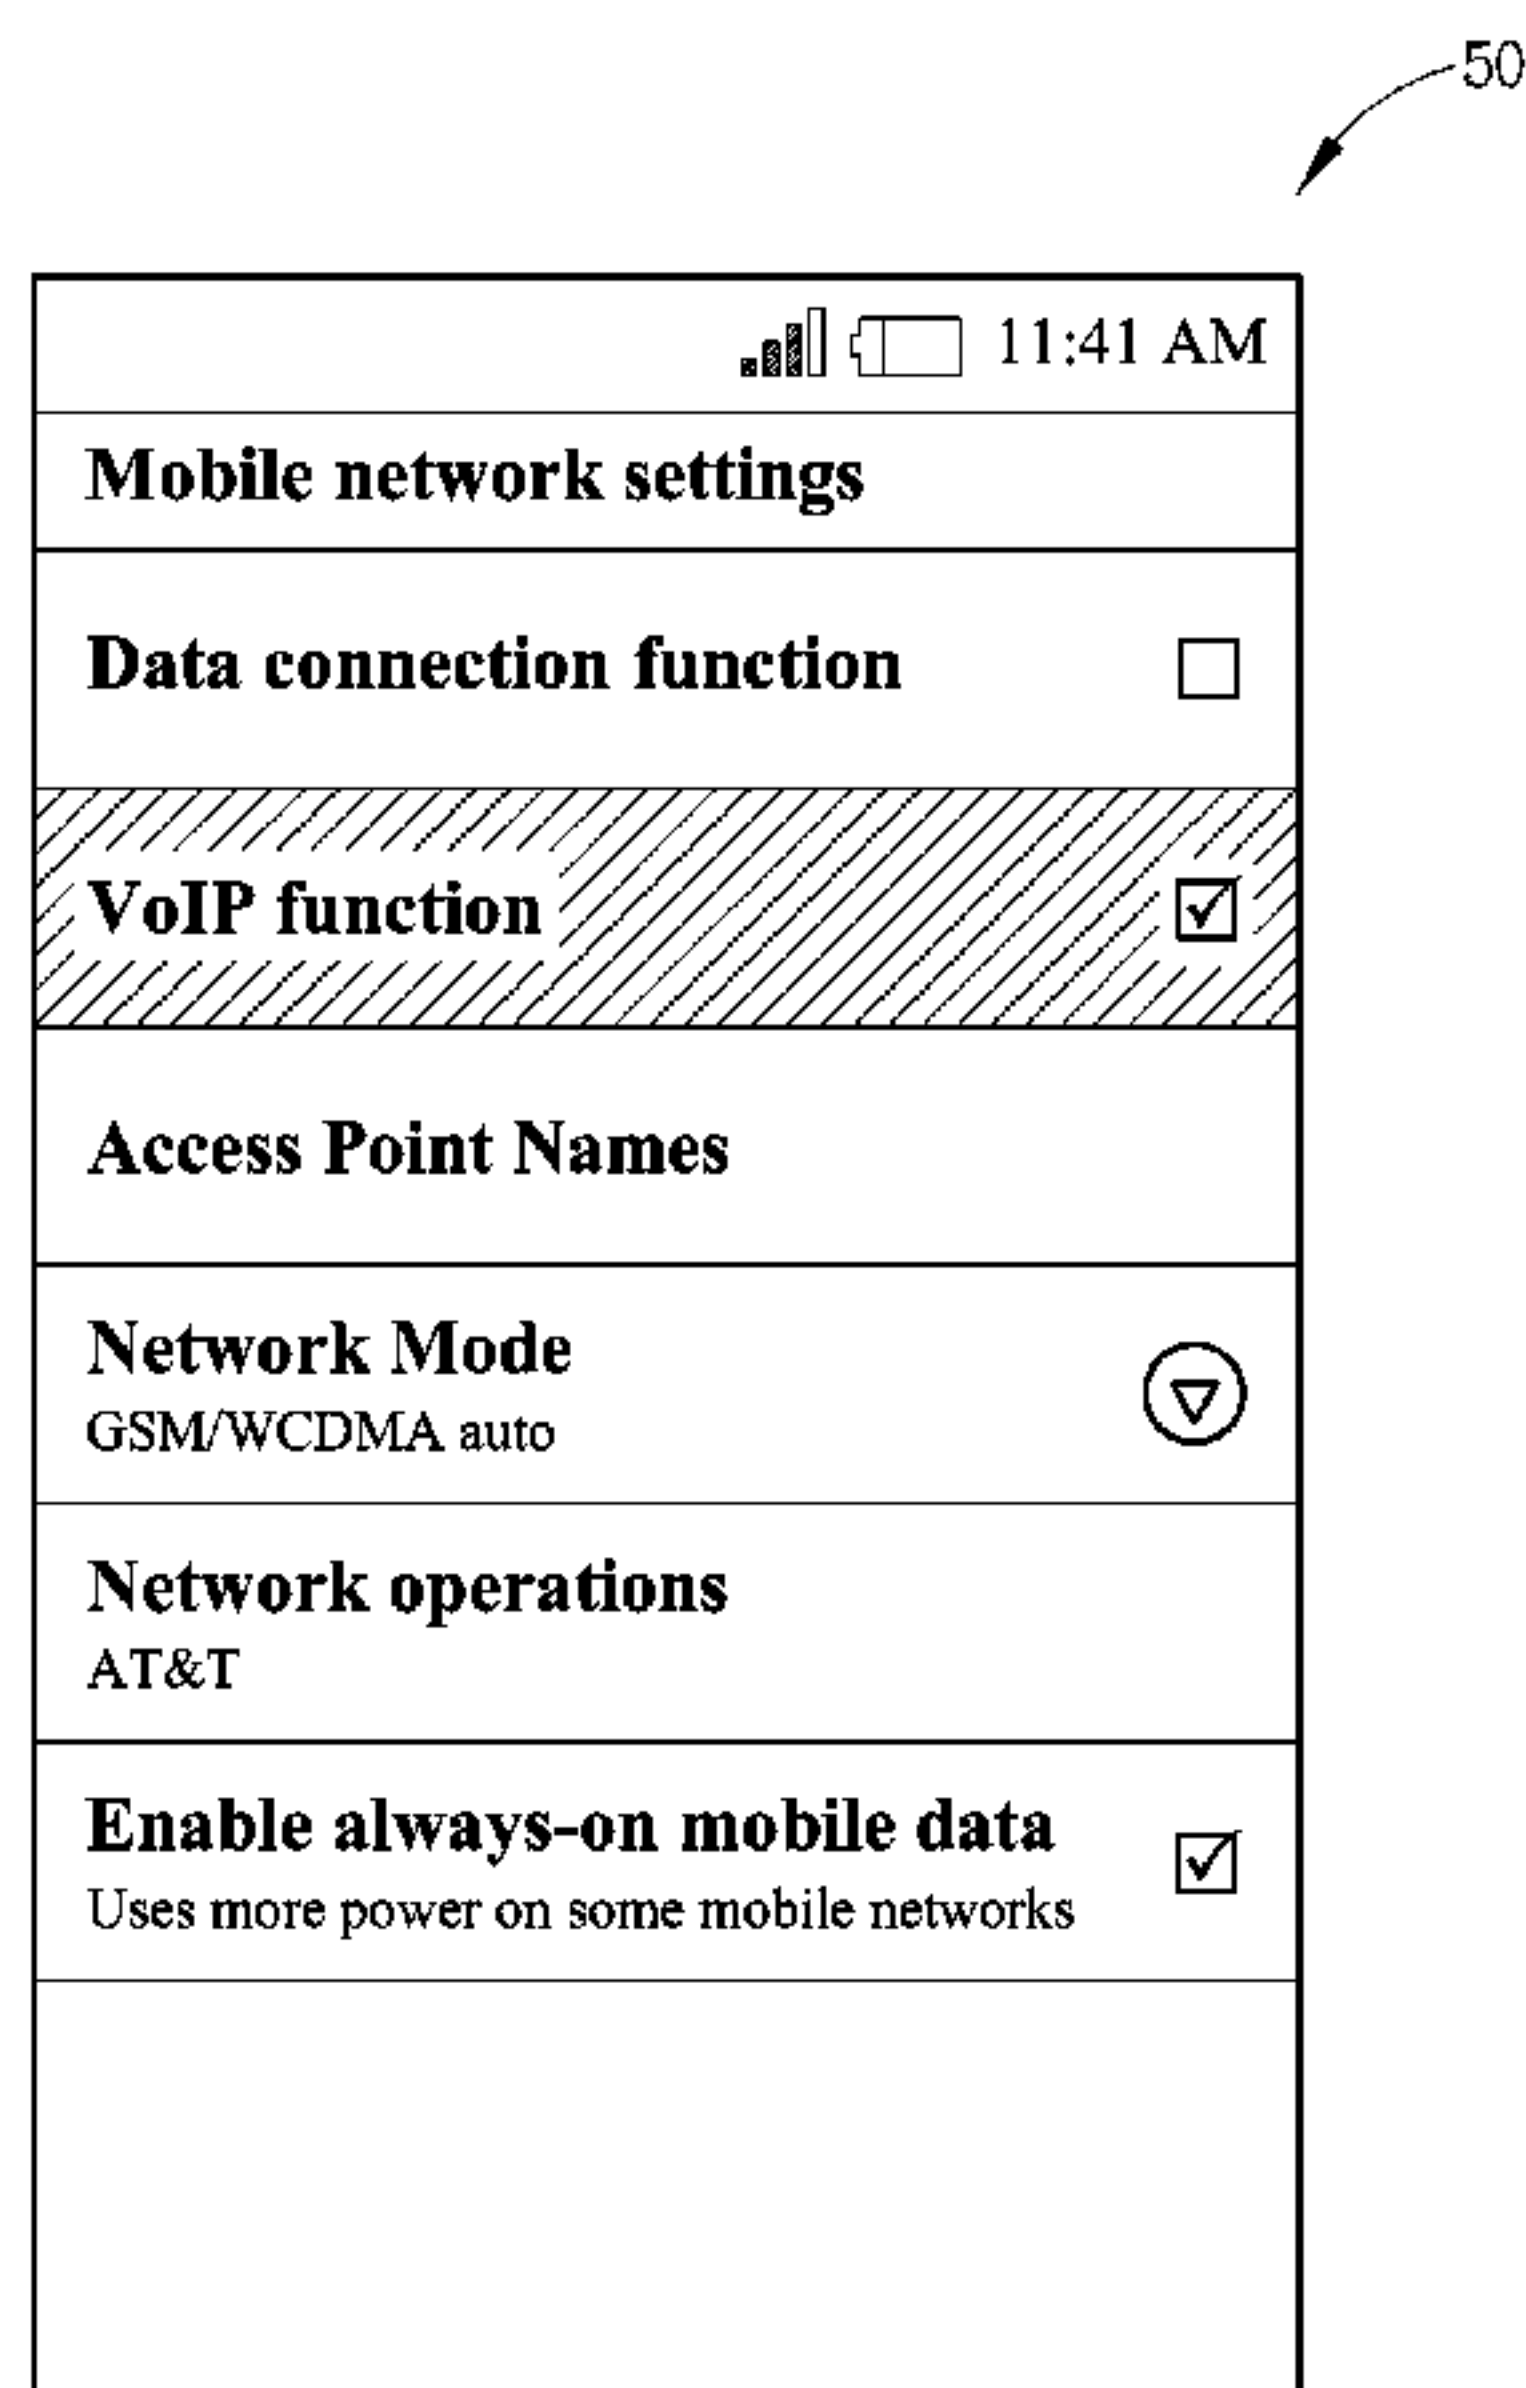 50
11:41 AM
Mobile network settings
Data connection function
VoIP function
Access Point Names
Network Mode
GSM/WCDMA auto
Network operations
AT&T
Enable always-on mobile data
Uses more power on some mobile networks